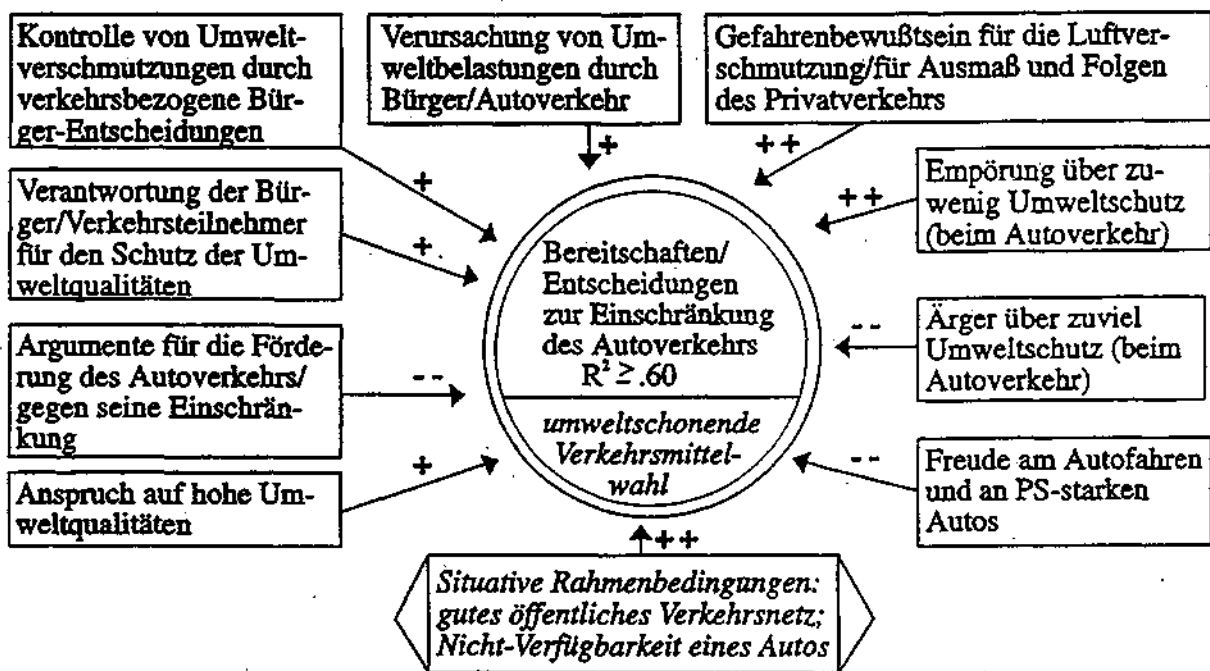 Kontrolle von Umwelt-
verschmutzungen durch
verkehrsbezogene Bür-
ger-Entscheidungen
Verursachung von Um-
weltbelastungen durch
Bürger/Autoverkehr
Gefahrenbewußtsein für die Luftver-
schmutzung/für Ausmaß und Folgen
des Privatverkehrs
+
+
++
Verantwortung der Bür-
ger/Verkehrsteilnehmer
für den Schutz der Um-
weltqualitäten
+
Empörung über zu-
wenig Umweltschutz
(beim Autoverkehr)
++
Bereitschaften/
Entscheidungen
zur Einschränkung
des Autoverkehrs
R² ≥ .60
umweltschonende
Verkehrsmittel-
wahl
Argumente für die Förde-
rung des Autoverkehrs/
gegen seine Einschrän-
kung
--
Ärger über zuviel
Umweltschutz (beim
Autoverkehr)
--
Anspruch auf hohe Um-
weltqualitäten
+
Freude am Autofahren
und an PS-starken
Autos
--
++
Situative Rahmenbedingungen:
gutes öffentliches Verkehrsnetz;
Nicht-Verfügbarkeit eines Autos